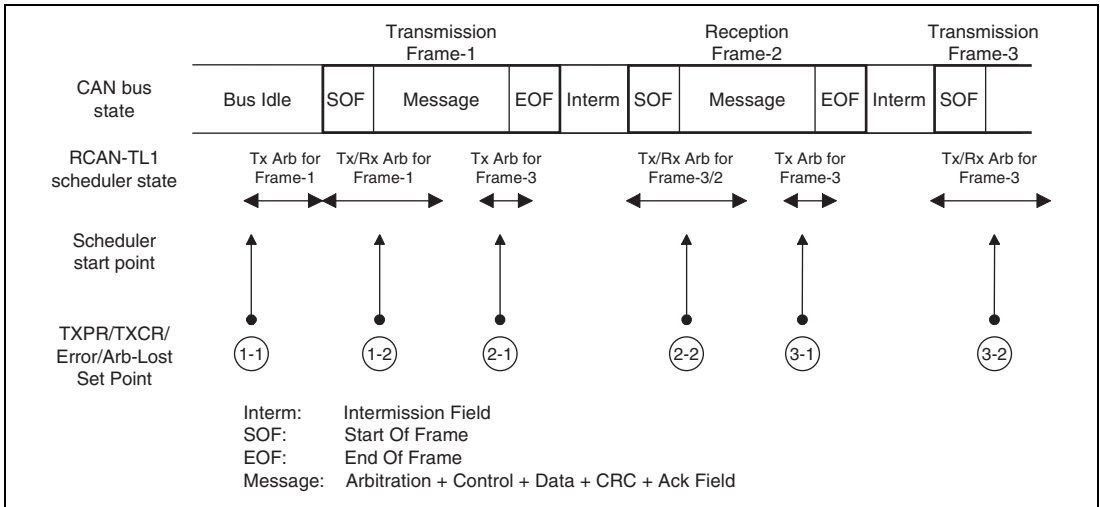 Transmission Frame-1
Reception Frame-2
Transmission Frame-3
CAN bus state
Bus Idle
SOF
Message
EOF
Interm
SOF
Message
EOF
Interm
SOF
RCAN-TL1 scheduler state
Tx Arb for Frame-1
Tx/Rx Arb for Frame-1
Tx Arb for Frame-3
Tx/Rx Arb for Frame-3/2
Tx Arb for Frame-3
Tx/Rx Arb for Frame-3
Scheduler start point
TXPR/TXCR/
Error/Arb-Lost
Set Point
1-1
1-2
2-1
2-2
3-1
3-2
Interm: Intermission Field
SOF: Start Of Frame
EOF: End Of Frame
Message: Arbitration + Control + Data + CRC + Ack Field